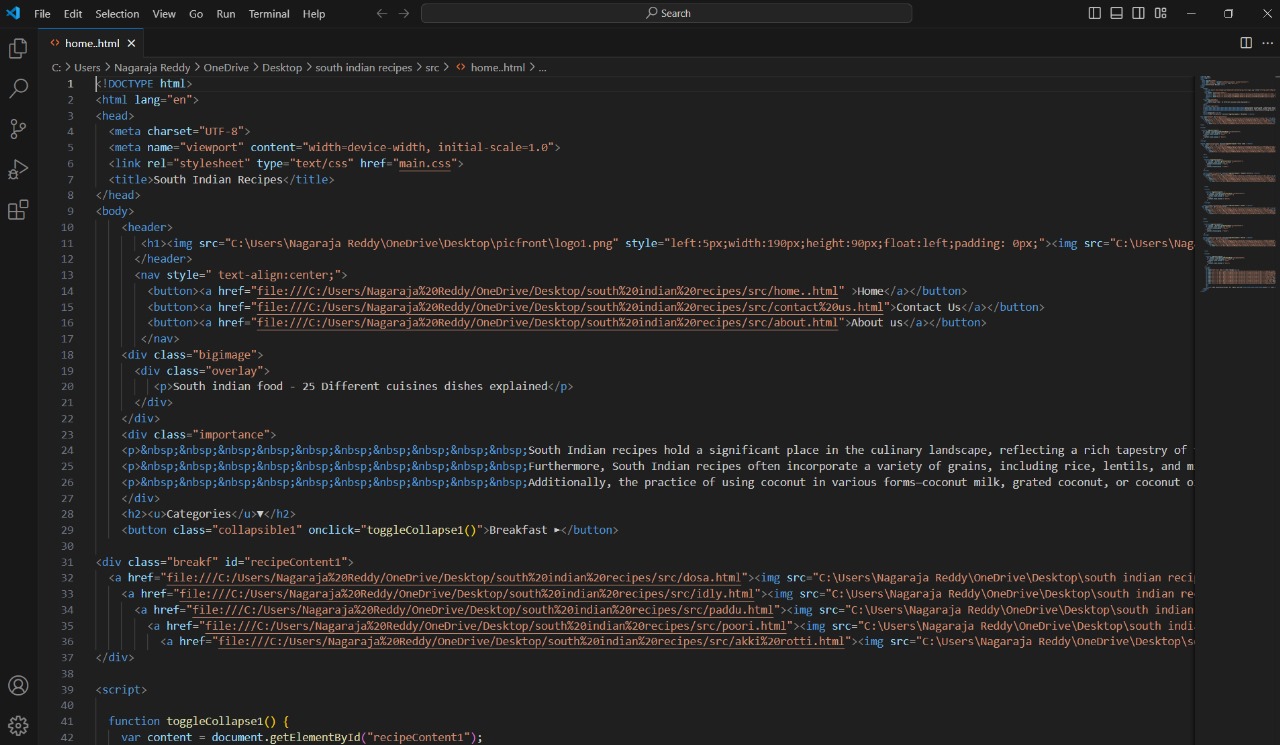 File Edit Selection View Go Run Terminal Help Search
home..html
C: > Users > Nagaraja Reddy > OneDrive > Desktop > south indian recipes > src > home..html > ...
1 <!DOCTYPE html>
2 <html lang="en">
3 <head>
4 <meta charset="UTF-8">
5 <meta name="viewport" content="width=device-width, initial-scale=1.0">
6 <link rel="stylesheet" type="text/css" href="main.css">
7 <title>South Indian Recipes</title>
8 </head>
9 <body>
10 <header>
11 <h1><img src="C:\Users\Nagaraja Reddy\OneDrive\Desktop\picfront\logo1.png" style="left:5px;width:190px;height:90px;float:left;padding: 0px;"><img src="C:\Users\Nag
12 </header>
13 <nav style=" text-align:center;">
14 <button><a href="file:///C:/Users/Nagaraja%20Reddy/OneDrive/Desktop/south%20indian%20recipes/src/home..html" >Home</a></button>
15 <button><a href="file:///C:/Users/Nagaraja%20Reddy/OneDrive/Desktop/south%20indian%20recipes/src/contact%20us.html">Contact Us</a></button>
16 <button><a href="file:///C:/Users/Nagaraja%20Reddy/OneDrive/Desktop/south%20indian%20recipes/src/about.html">About us</a></button>
17 </nav>
18 <div class="bigimage">
19 <div class="overlay">
20 <p>South indian food - 25 Different cuisines dishes explained</p>
21 </div>
22 </div>
23 <div class="importance">
24 <p>&nbsp;&nbsp;&nbsp;&nbsp;&nbsp;&nbsp;&nbsp;&nbsp;&nbsp;&nbsp;South Indian recipes hold a significant place in the culinary landscape, reflecting a rich tapestry of
25 <p>&nbsp;&nbsp;&nbsp;&nbsp;&nbsp;&nbsp;&nbsp;&nbsp;&nbsp;&nbsp;Furthermore, South Indian recipes often incorporate a variety of grains, including rice, lentils, and m
26 <p>&nbsp;&nbsp;&nbsp;&nbsp;&nbsp;&nbsp;&nbsp;&nbsp;&nbsp;&nbsp;Additionally, the practice of using coconut in various forms—coconut milk, grated coconut, or coconut o
27 </div>
28 <h2><u>Categories</u>▼</h2>
29 <button class="collapsible1" onclick="toggleCollapse1()">Breakfast ►</button>
30
31 <div class="breakf" id="recipeContent1">
32 <a href="file:///C:/Users/Nagaraja%20Reddy/OneDrive/Desktop/south%20indian%20recipes/src/dosa.html"><img src="C:\Users\Nagaraja Reddy\OneDrive\Desktop\south indian reci
33 <a href="file:///C:/Users/Nagaraja%20Reddy/OneDrive/Desktop/south%20indian%20recipes/src/idly.html"><img src="C:\Users\Nagaraja Reddy\OneDrive\Desktop\south indian re
34 <a href="file:///C:/Users/Nagaraja%20Reddy/OneDrive/Desktop/south%20indian%20recipes/src/paddu.html"><img src="C:\Users\Nagaraja Reddy\OneDrive\Desktop\south indian
35 <a href="file:///C:/Users/Nagaraja%20Reddy/OneDrive/Desktop/south%20indian%20recipes/src/poori.html"><img src="C:\Users\Nagaraja Reddy\OneDrive\Desktop\south indi
36 <a href="file:///C:/Users/Nagaraja%20Reddy/OneDrive/Desktop/south%20indian%20recipes/src/akki%20rotti.html"><img src="C:\Users\Nagaraja Reddy\OneDrive\Desktop\s
37 </div>
38
39 <script>
40
41 function toggleCollapse1() {
42 var content = document.getElementById("recipeContent1");